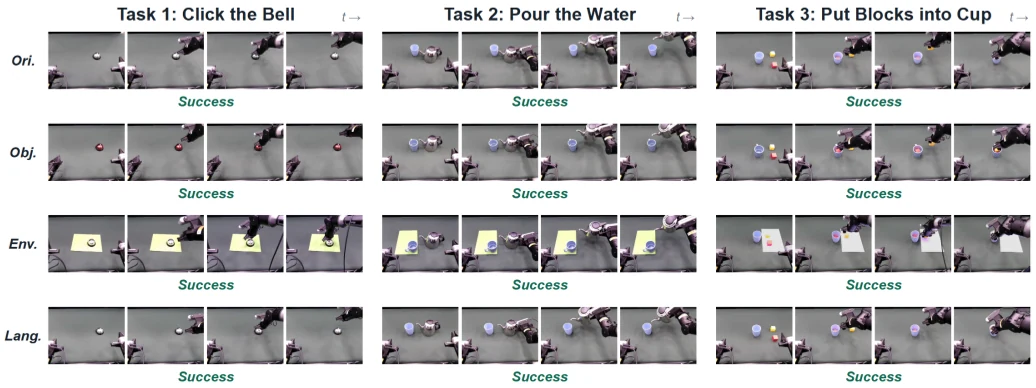 Task 1: Click the Bell t→ Task 2: Pour the Water t→ Task 3: Put Blocks into Cup t→
Ori.
Success Success Success
Obj.
Success Success Success
Env.
Success Success Success
Lang.
Success Success Success